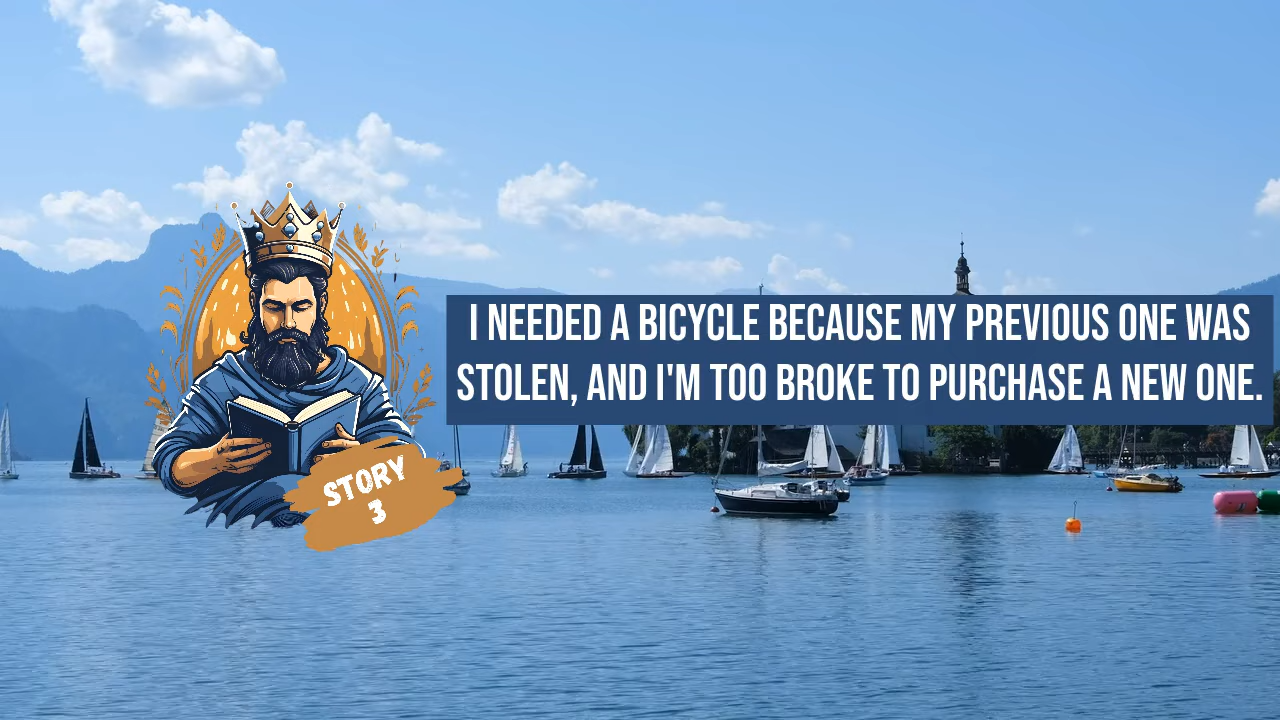 I NEEDED A BICYCLE BECAUSE MY PREVIOUS ONE WAS
STOLEN, AND I'M TOO BROKE TO PURCHASE A NEW ONE.
STORY
3